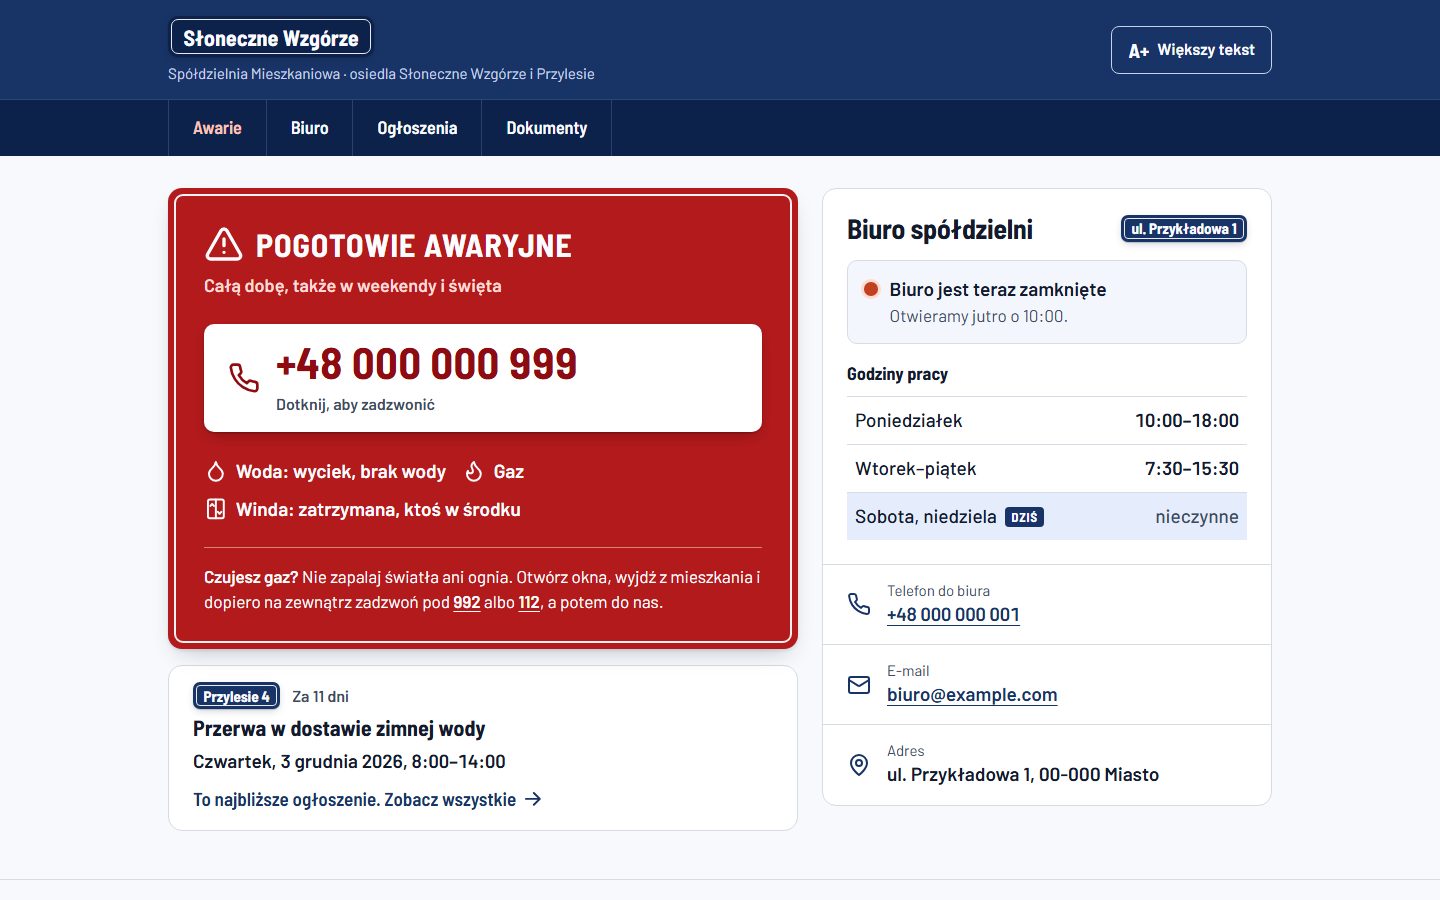 Słoneczne Wzgórze
Spółdzielnia Mieszkaniowa · osiedla Słoneczne Wzgórze i Przylesie
A+ Większy tekst
Awarie
Biuro
Ogłoszenia
Dokumenty
POGOTOWIE AWARYJNE
Całą dobę, także w weekendy i święta
+48 000 000 999
Dotknij, aby zadzwonić
Woda: wyciek, brak wody
Gaz
Winda: zatrzymana, ktoś w środku
Czujesz gaz? Nie zapalaj światła ani ognia. Otwórz okna, wyjdź z mieszkania i
dopiero na zewnątrz zadzwoń pod 992 albo 112, a potem do nas.
Przylesie 4
Za 11 dni
Przerwa w dostawie zimnej wody
Czwartek, 3 grudnia 2026, 8:00–14:00
To najbliższe ogłoszenie. Zobacz wszystkie →
Biuro spółdzielni
ul. Przykładowa 1
Biuro jest teraz zamknięte
Otwieramy jutro o 10:00.
Godziny pracy
Poniedziałek 10:00–18:00
Wtorek–piątek 7:30–15:30
Sobota, niedziela DZIŚ nieczynne
Telefon do biura
+48 000 000 001
E-mail
biuro@example.com
Adres
ul. Przykładowa 1, 00-000 Miasto